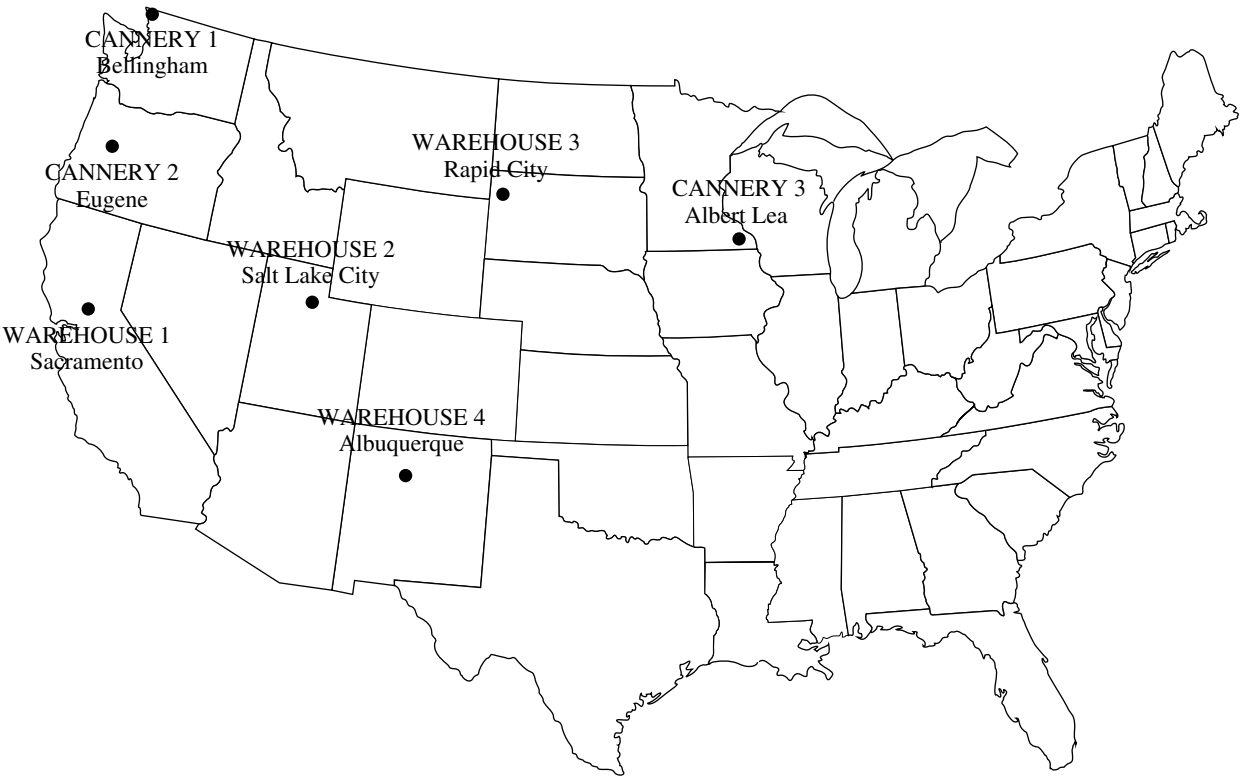 CANNERY 1
Bellingham
WAREHOUSE 3
Rapid City
CANNERY 2
Eugene
CANNERY 3
Albert Lea
WAREHOUSE 2
Salt Lake City
WAREHOUSE 1
Sacramento
WAREHOUSE 4
Albuquerque